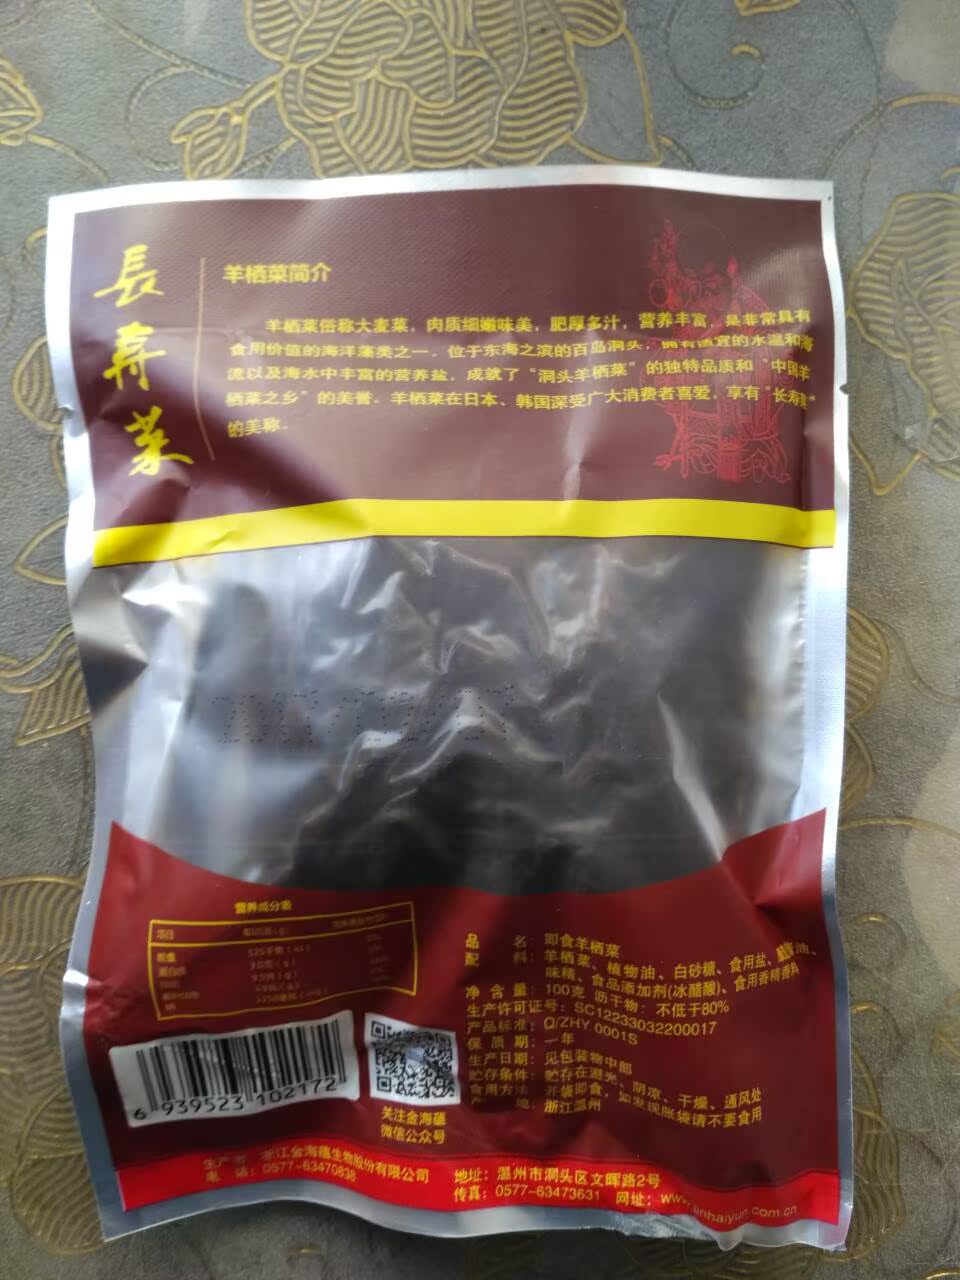 長寿菜
羊栖菜简介
羊栖菜俗称大麦菜，肉质细嫩味美，肥厚多汁，营养丰富，是非常具有
食用价值的海洋藻类之一．位于东海之滨的百岛洞头，拥有适宜的水温和海
流以及海水中丰富的营养盐，成就了“洞头羊栖菜”的独特品质和“中国羊
栖菜之乡”的美誉．羊栖菜在日本、韩国深受广大消费者喜爱，享有“长寿菜”
的美称．
营养成分表
项目
能量
蛋白质
品 名：即食羊栖菜
配 料：羊栖菜、植物油、白砂糖、食用盐、油、
味精、食品添加剂(冰醋酸)、食用香精香料
净 含 量：100克 沥干物：不低于80%
生产许可证号：SC12233032200017
产品标准：Q/ZHY 0001S
保 质 期：一年
生产日期：见包装物中部
贮存条件：贮存在避光、阴凉、干燥、通风处
食用方法：开袋即食，如发现胀袋请不要食用
产 地：浙江温州
6 939523 102172
关注金海蕴
微信公众号
生产者：浙江金海蕴生物股份有限公司
地址：温州市洞头区文晖路2号
电 话：0577-63470838
传真：0577-63473631 网址：www.jinhaiyun.com.cn